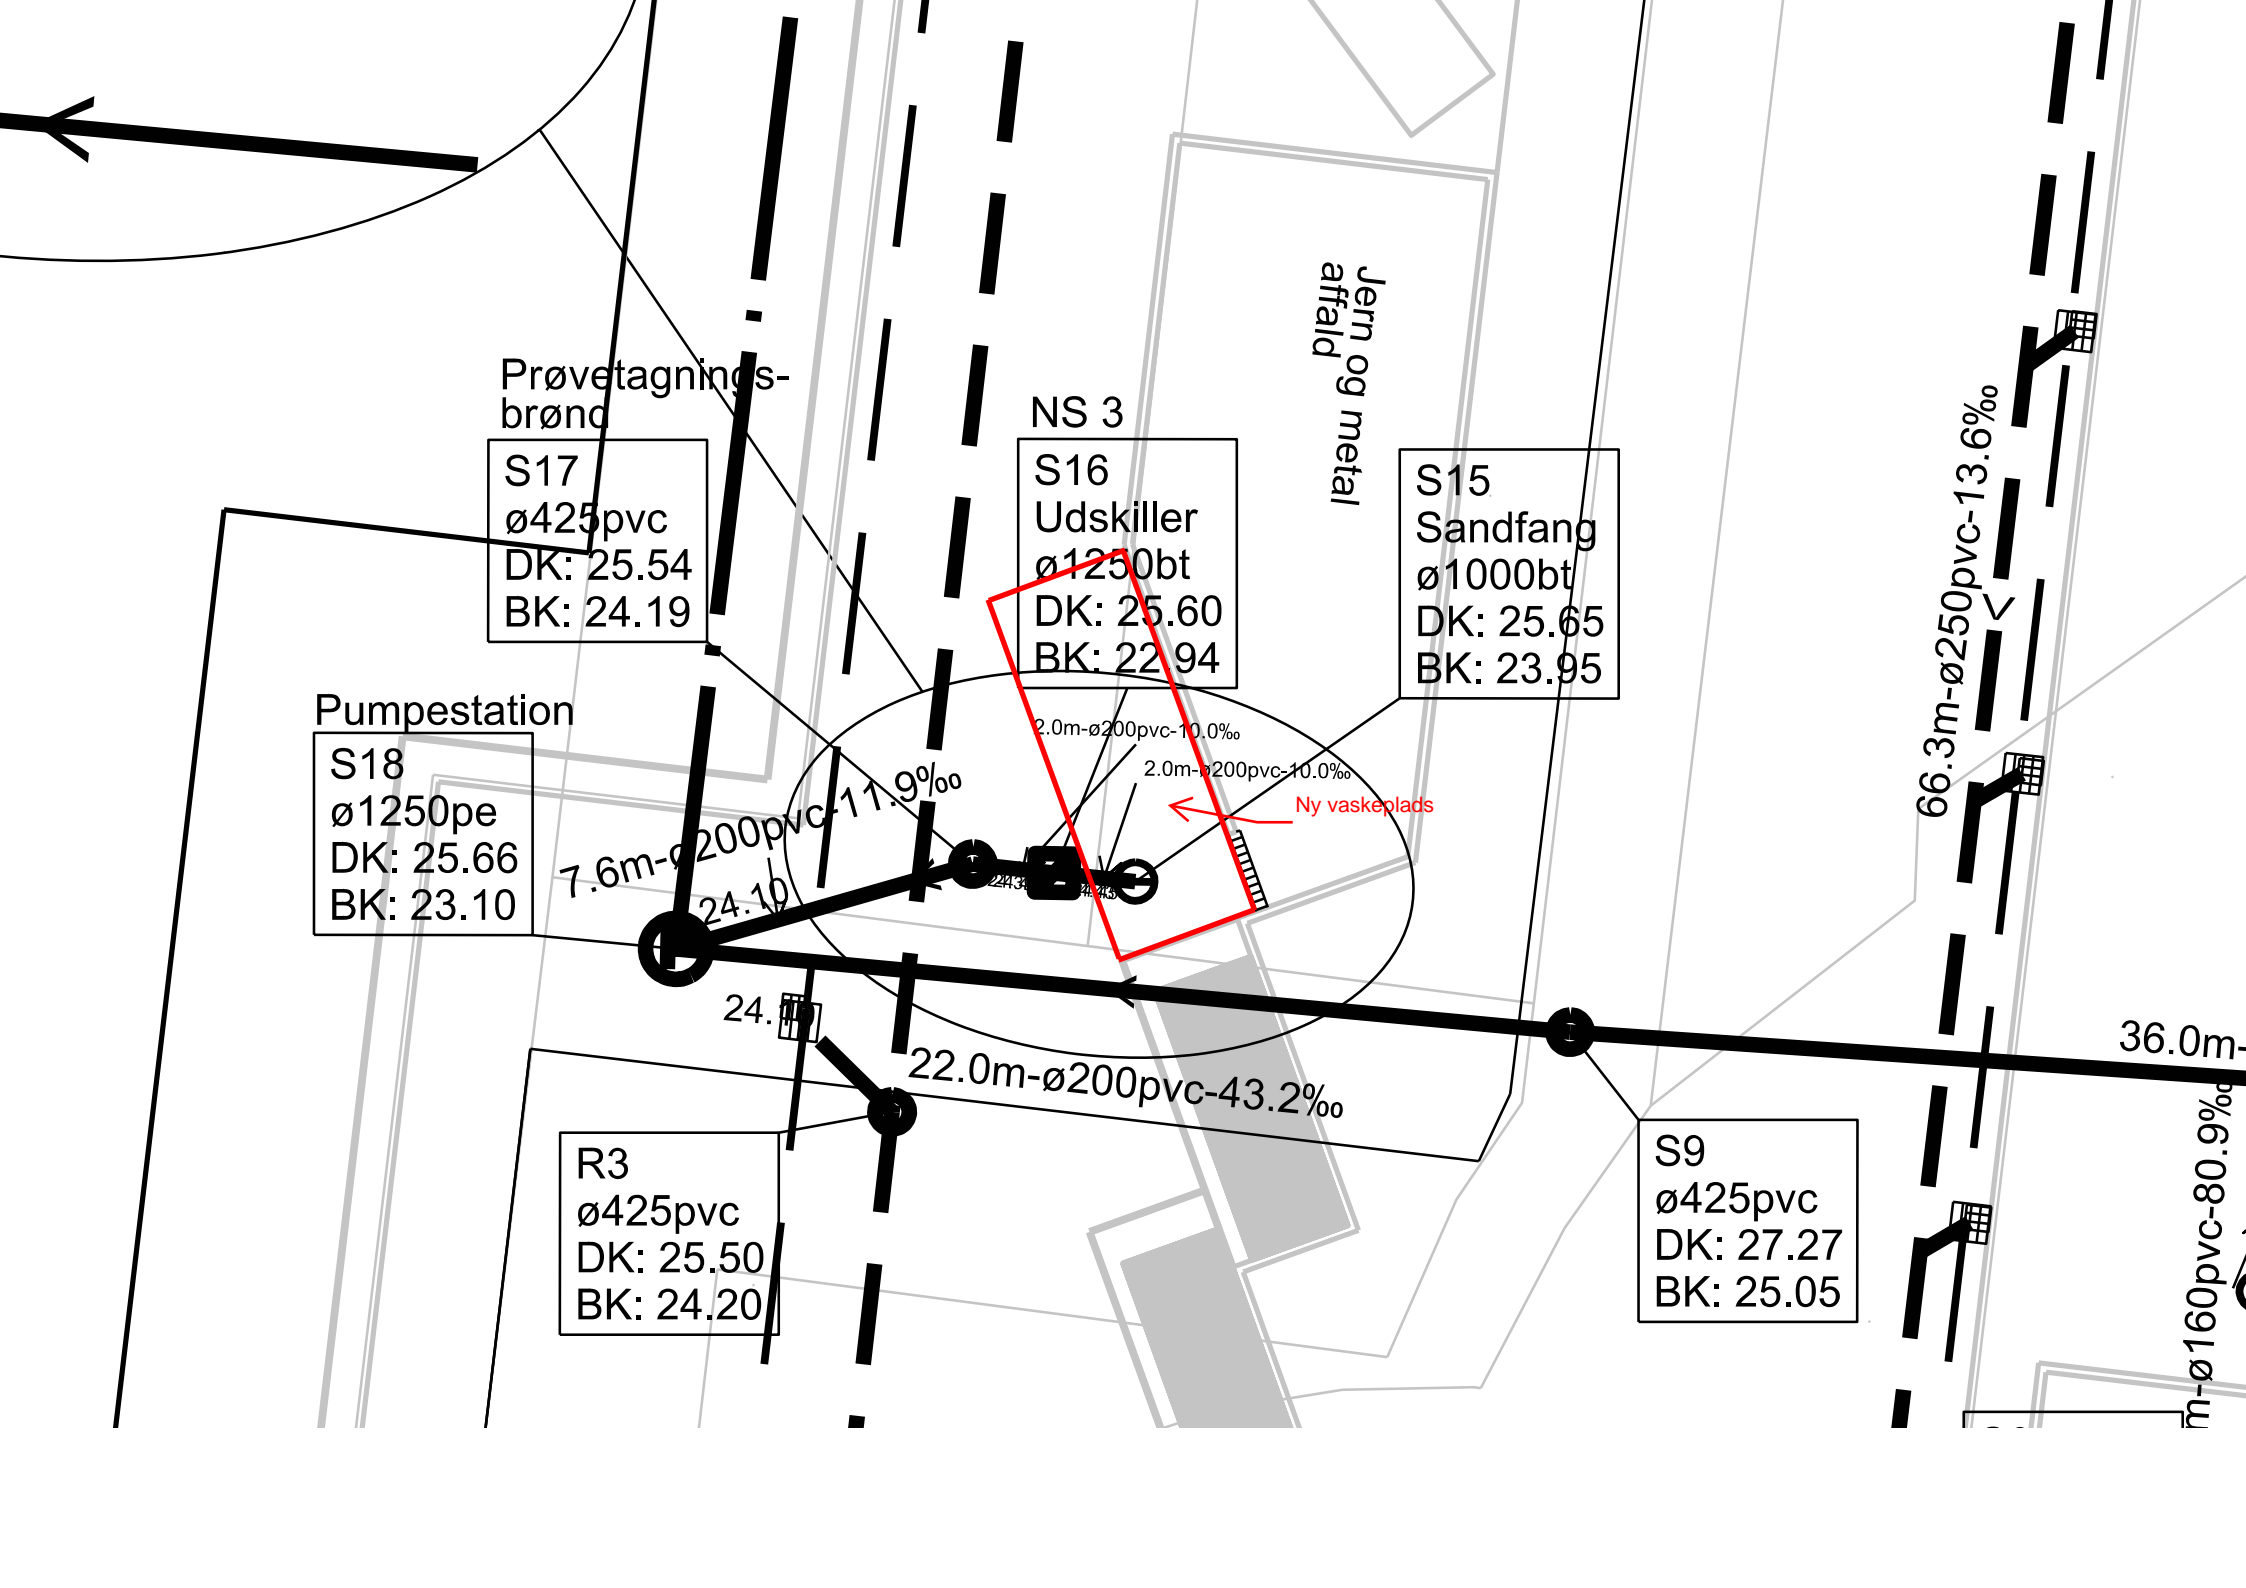 Prøvetagnings-
brønd
S17
ø425pvc
DK: 25.54
BK: 24.19
NS 3
S16
Udskiller
ø1250bt
DK: 25.60
BK: 22.94
Jern og metal
affald
S15
Sandfang
ø1000bt
DK: 25.65
BK: 23.95
66.3m-ø250pvc-13.6‰
Pumpestation
S18
ø1250pe
DK: 25.66
BK: 23.10
2.0m-ø200pvc-10.0‰
2.0m-ø200pvc-10.0‰
Ny vaskeplads
7.6m-ø200pvc-11.9‰
24.10
22.0m-ø200pvc-43.2‰
36.0m-
R3
ø425pvc
DK: 25.50
BK: 24.20
S9
ø425pvc
DK: 27.27
BK: 25.05
m-ø160pvc-80.9‰